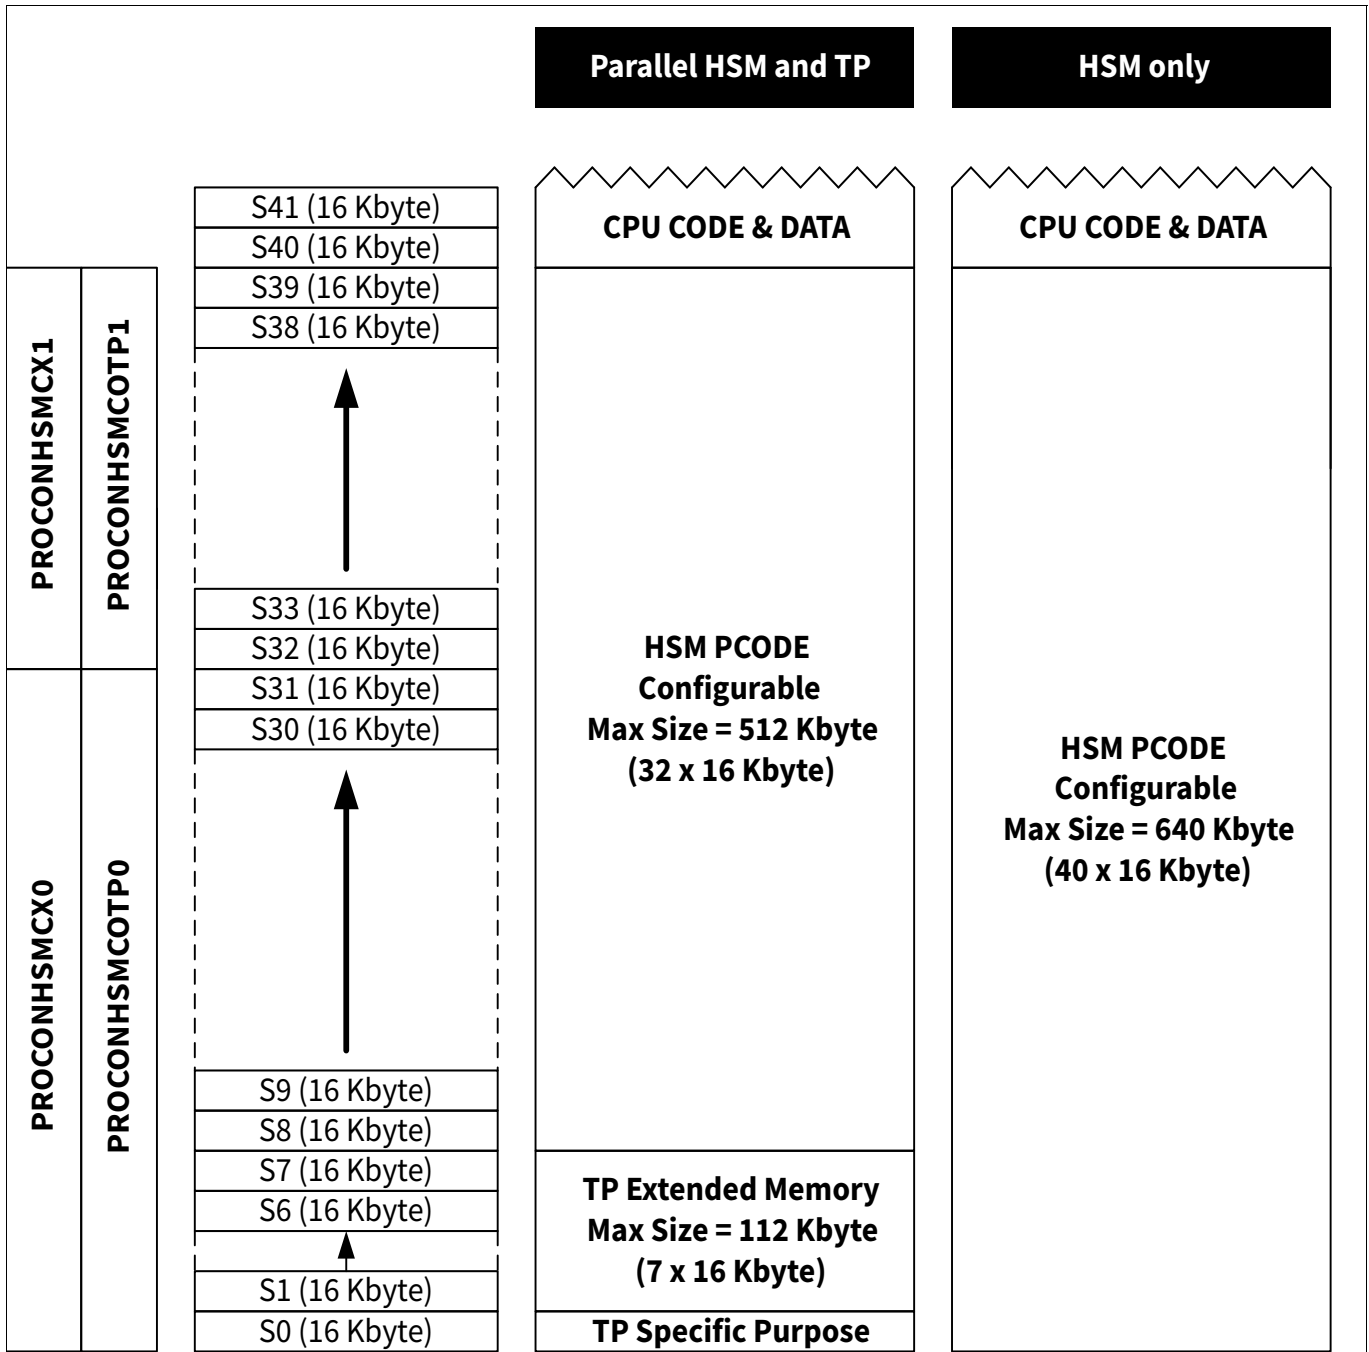 Parallel HSM and TP
HSM only
PROCONHSMCX1
PROCONHSMCOTP1
PROCONHSMCX0
PROCONHSMCOTP0
S41 (16 Kbyte)
S40 (16 Kbyte)
S39 (16 Kbyte)
S38 (16 Kbyte)
S33 (16 Kbyte)
S32 (16 Kbyte)
S31 (16 Kbyte)
S30 (16 Kbyte)
S9 (16 Kbyte)
S8 (16 Kbyte)
S7 (16 Kbyte)
S6 (16 Kbyte)
S1 (16 Kbyte)
S0 (16 Kbyte)
CPU CODE & DATA
HSM PCODE
Configurable
Max Size = 512 Kbyte
(32 x 16 Kbyte)
TP Extended Memory
Max Size = 112 Kbyte
(7 x 16 Kbyte)
TP Specific Purpose
CPU CODE & DATA
HSM PCODE
Configurable
Max Size = 640 Kbyte
(40 x 16 Kbyte)